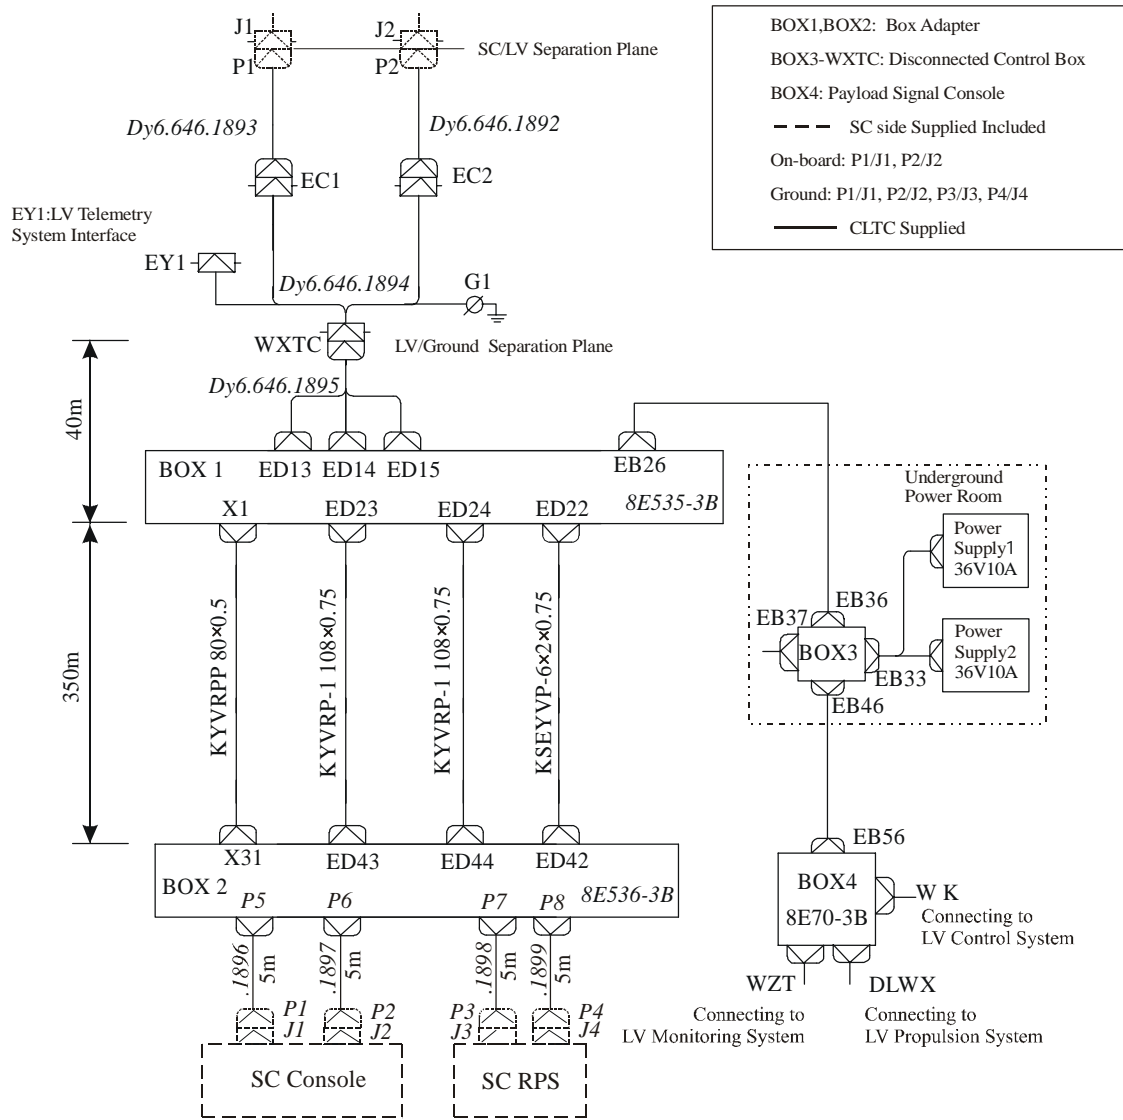 J1
J2
SC/LV Separation Plane
P1
P2
Dy6.646.1893
Dy6.646.1892
EC1
EC2
EY1:LV Telemetry
System Interface
EY1
Dy6.646.1894
G1
WXTC
LV/Ground Separation Plane
Dy6.646.1895
40m
350m
BOX1,BOX2: Box Adapter
BOX3-WXTC: Disconnected Control Box
BOX4: Payload Signal Console
SC side Supplied Included
On-board: P1/J1, P2/J2
Ground: P1/J1, P2/J2, P3/J3, P4/J4
CLTC Supplied
BOX 1
ED13
ED14
ED15
EB26
X1
ED23
ED24
ED22
8E535-3B
KYVRPP 80×0.5
KYVRP-1 108×0.75
KYVRP-1 108×0.75
KSEYVP-6×2×0.75
Underground
Power Room
Power
Supply1
36V10A
EB36
EB37
BOX3
EB33
EB46
Power
Supply2
36V10A
X31
ED43
ED44
ED42
BOX 2
8E536-3B
P5
P6
P7
P8
.1896
5m
.1897
5m
.1898
5m
.1899
5m
P1
J1
P2
J2
P3
J3
P4
J4
SC Console
SC RPS
EB56
BOX4
8E70-3B
W K
Connecting to
LV Control System
WZT
DLWX
Connecting to
LV Monitoring System
Connecting to
LV Propulsion System